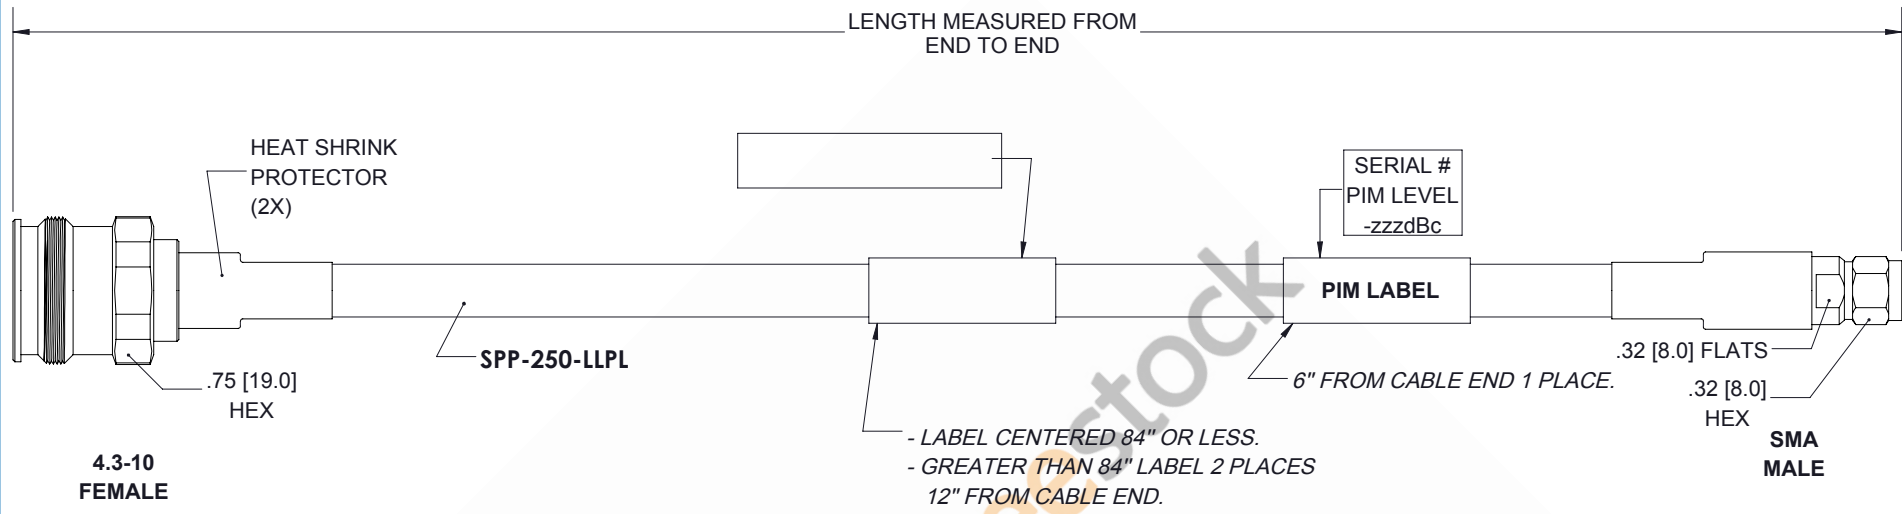 LENGTH MEASURED FROM
END TO END
HEAT SHRINK
PROTECTOR
(2X)
SERIAL #
PIM LEVEL
-zzzdBc
PIM LABEL
SPP-250-LLPL
.75 [19.0]
HEX
6" FROM CABLE END 1 PLACE.
.32 [8.0] FLATS
.32 [8.0]
HEX
- LABEL CENTERED 84" OR LESS.
- GREATER THAN 84" LABEL 2 PLACES
12" FROM CABLE END.
4.3-10
FEMALE
SMA
MALE
estock